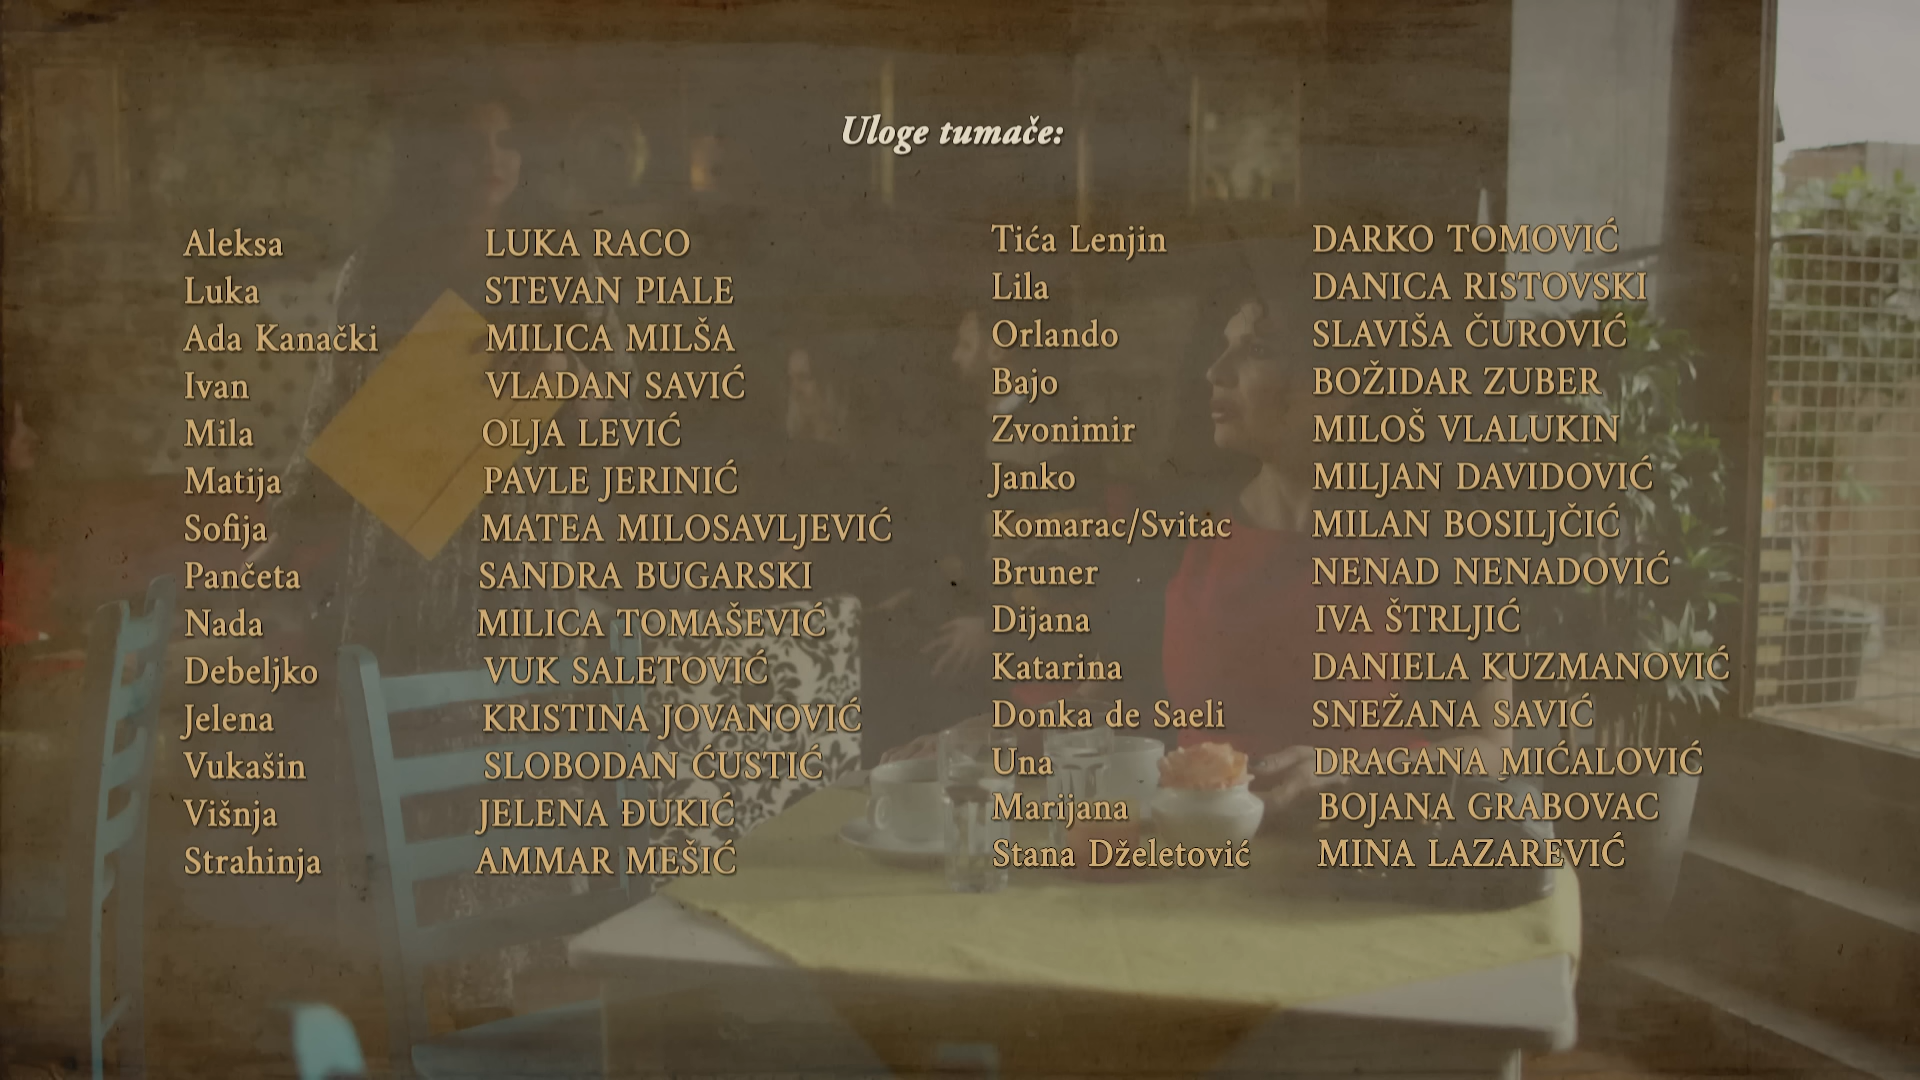 Uloge tumače:
Aleksa LUKA RACO
Luka STEVAN PIALE
Ada Kanački MILICA MILŠA
Ivan VLADAN SAVIĆ
Mila OLJA LEVIĆ
Matija PAVLE JERINIĆ
Sofija MATEA MILOSAVLJEVIĆ
Pančeta SANDRA BUGARSKI
Nada MILICA TOMAŠEVIĆ
Debeljko VUK SALETOVIĆ
Jelena KRISTINA JOVANOVIĆ
Vukašin SLOBODAN ĆUSTIĆ
Višnja JELENA ĐUKIĆ
Strahinja AMMAR MEŠIĆ
Tića Lenjin DARKO TOMOVIĆ
Lila DANICA RISTOVSKI
Orlando SLAVIŠA ČUROVIĆ
Bajo BOŽIDAR ZUBER
Zvonimir MILOŠ VLALUKIN
Janko MILJAN DAVIDOVIĆ
Komarac/Svitac MILAN BOSILJČIĆ
Bruner NENAD NENADOVIĆ
Dijana IVA ŠTRLJIĆ
Katarina DANIELA KUZMANOVIĆ
Donka de Saeli SNEŽANA SAVIĆ
Una DRAGANA MIĆALOVIĆ
Marijana BOJANA GRABOVAC
Stana Dželetović MINA LAZAREVIĆ